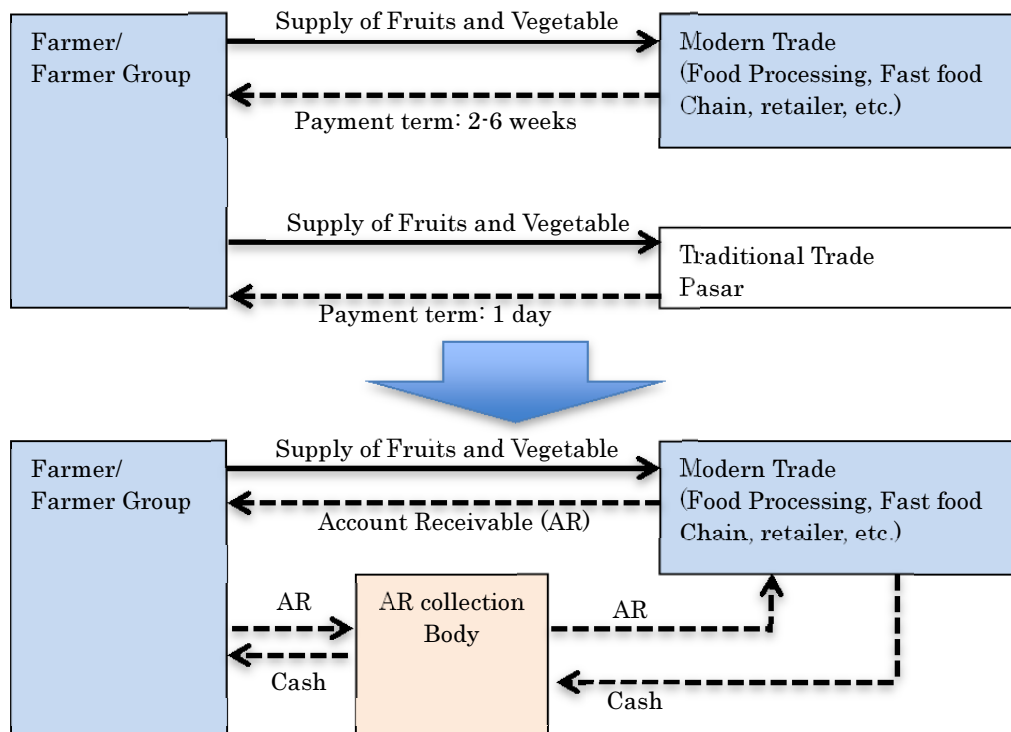 Supply of Fruits and Vegetable
Farmer/
Farmer Group
Modern Trade
(Food Processing, Fast food
Chain, retailer, etc.)
Payment term: 2-6 weeks
Supply of Fruits and Vegetable
Traditional Trade
Pasar
Payment term: 1 day
Supply of Fruits and Vegetable
Farmer/
Farmer Group
Modern Trade
(Food Processing, Fast food
Chain, retailer, etc.)
Account Receivable (AR)
AR
AR collection
Body
AR
Cash
Cash